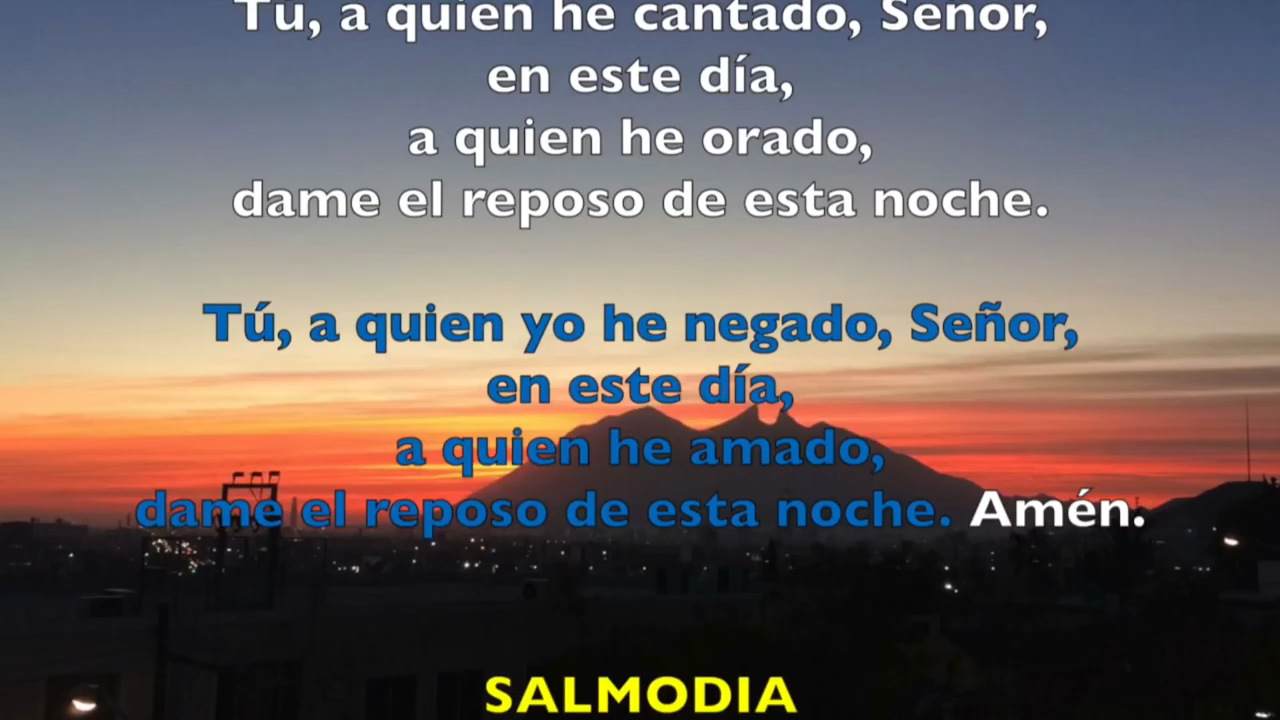 Tú, a quien he cantado, Señor,
en este día,
a quien he orado,
dame el reposo de esta noche.
Tú, a quien yo he negado, Señor,
en este día,
a quien he amado,
dame el reposo de esta noche. Amén.
SALMODIA